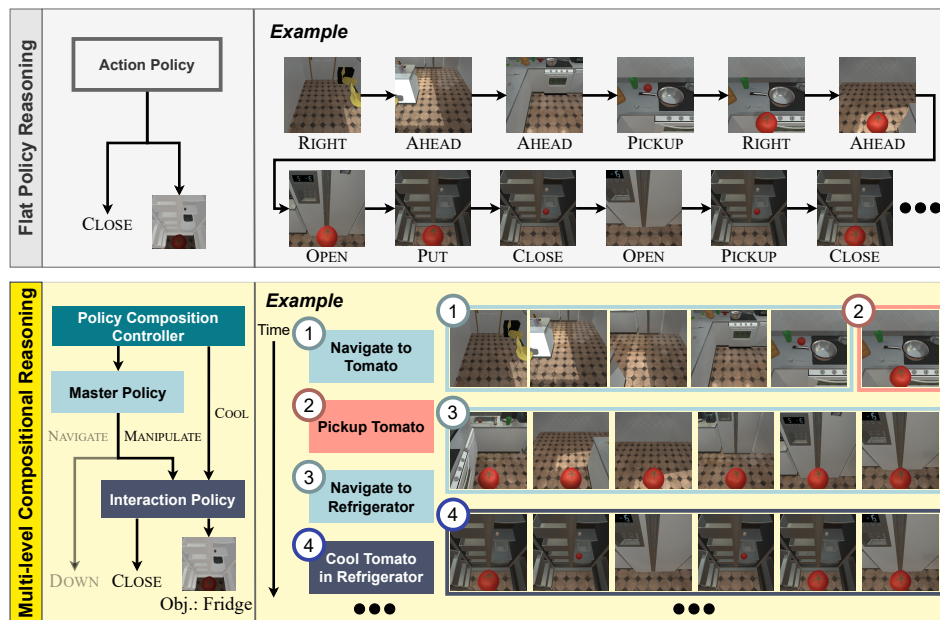 Flat Policy Reasoning
Action Policy
CLOSE
Example
RIGHT
AHEAD
AHEAD
PICKUP
RIGHT
AHEAD
OPEN
PUT
CLOSE
OPEN
PICKUP
CLOSE
Multi-level Compositional Reasoning
Policy Composition
Controller
Master Policy
COOL
NAVIGATE
MANIPULATE
Interaction Policy
DOWN
CLOSE
Obj.: Fridge
Example
Time
1
Navigate to
Tomato
2
Pickup Tomato
3
Navigate to
Refrigerator
4
Cool Tomato
in Refrigerator
1
2
3
4